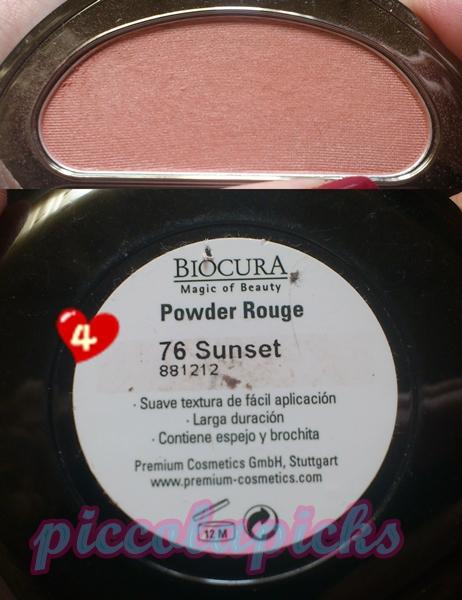 BIOCURA
Magic of Beauty
Powder Rouge
4
76 Sunset
881212
· Suave textura de fácil aplicación
· Larga duración
· Contiene espejo y brochita
Premium Cosmetics GmbH, Stuttgart
www.premium-cosmetics.com
12 M
piccolapicks